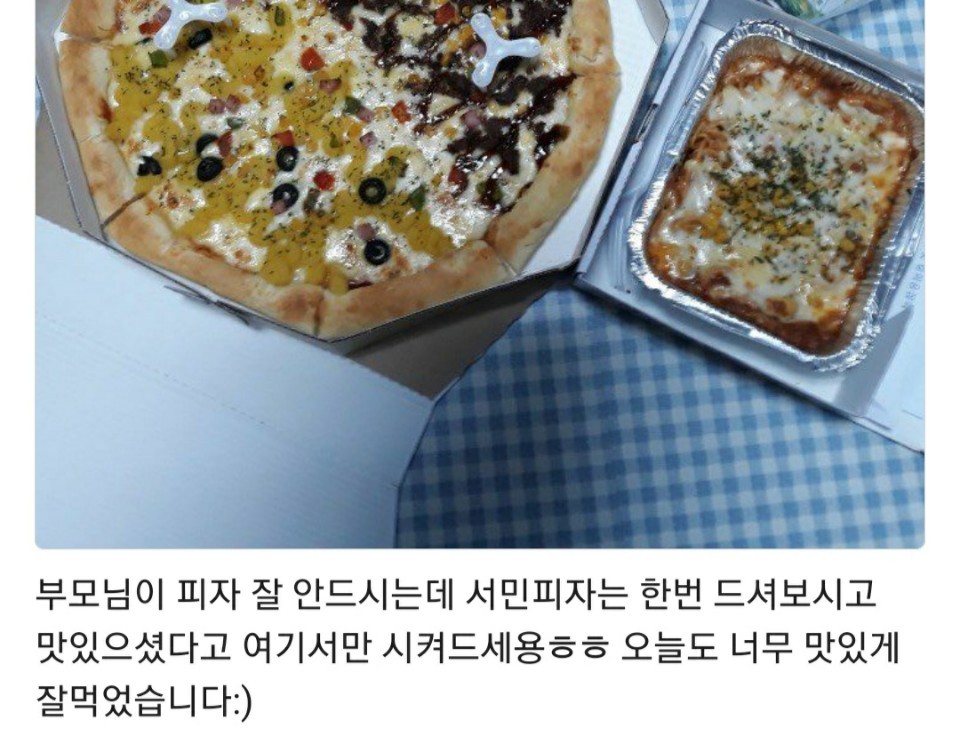 부모님이 피자 잘 안드시는데 서민피자는 한번 드셔보시고
맛있으셨다고 여기서만 시켜드세용ㅎㅎ 오늘도 너무 맛있게
잘먹었습니다:)